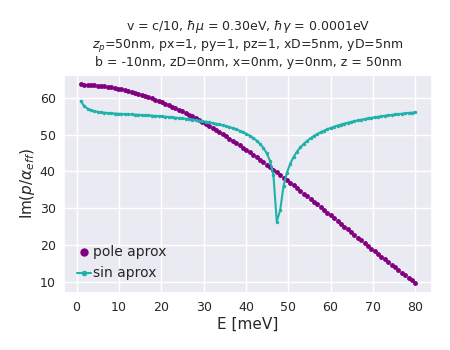 v = c/10, ħμ = 0.30eV, ħγ = 0.0001eV
z_p=50nm, px=1, py=1, pz=1, xD=5nm, yD=5nm
b = -10nm, zD=0nm, x=0nm, y=0nm, z = 50nm
60
50
40
30
20
10
Im(p/α_eff)
pole aprox
sin aprox
0 10 20 30 40 50 60 70 80
E [meV]